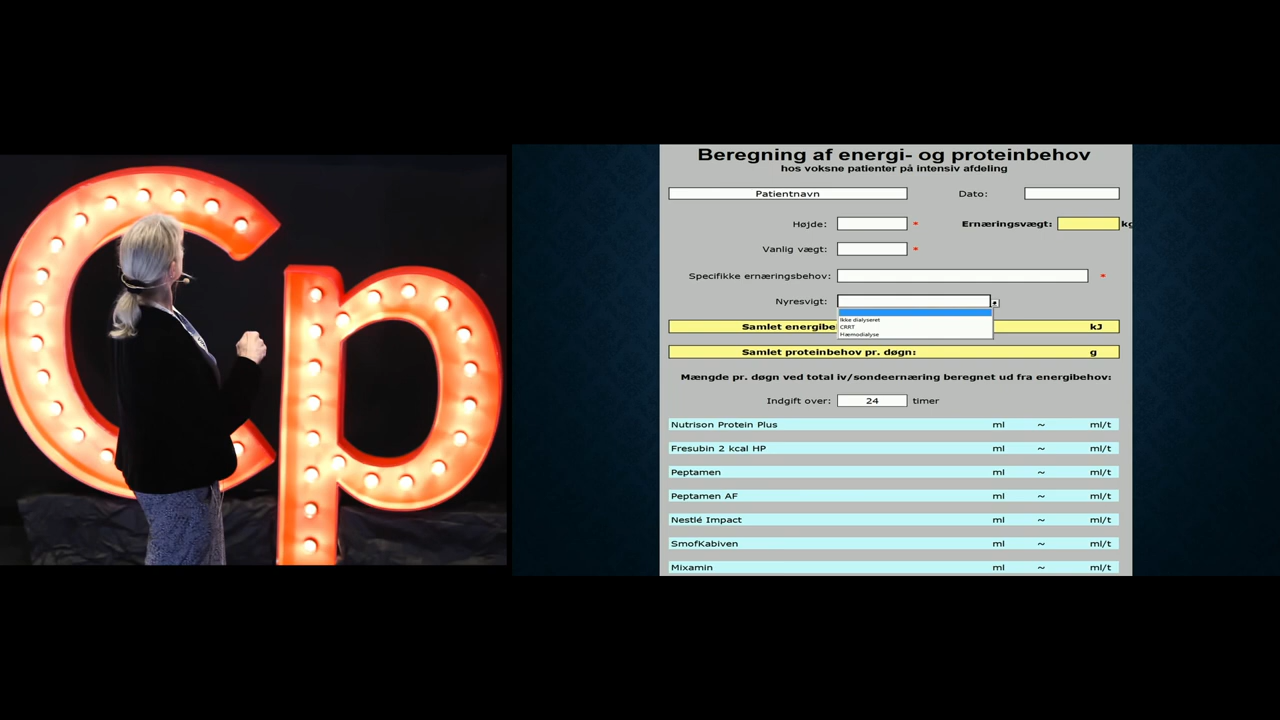 Cp
Beregning af energi- og proteinbehov
hos voksne patienter på intensiv afdeling
Patientnavn Dato:
Højde: * Ernæringsvægt: kg
Vanlig vægt: *
Specifikke ernæringsbehov: *
Nyresvigt:
Ikke dialyseret
CRRT
Hæmodialyse
Samlet energibe kJ
Samlet proteinbehov pr. døgn: g
Mængde pr. døgn ved total iv/sondeernæring beregnet ud fra energibehov:
Indgift over: 24 timer
Nutrison Protein Plus ml ~ ml/t
Fresubin 2 kcal HP ml ~ ml/t
Peptamen ml ~ ml/t
Peptamen AF ml ~ ml/t
Nestlé Impact ml ~ ml/t
SmofKabiven ml ~ ml/t
Mixamin ml ~ ml/t